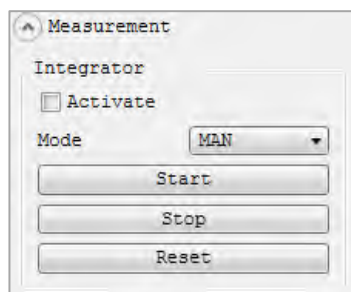 Measurement
Integrator
Activate
Mode MAN
Start
Stop
Reset